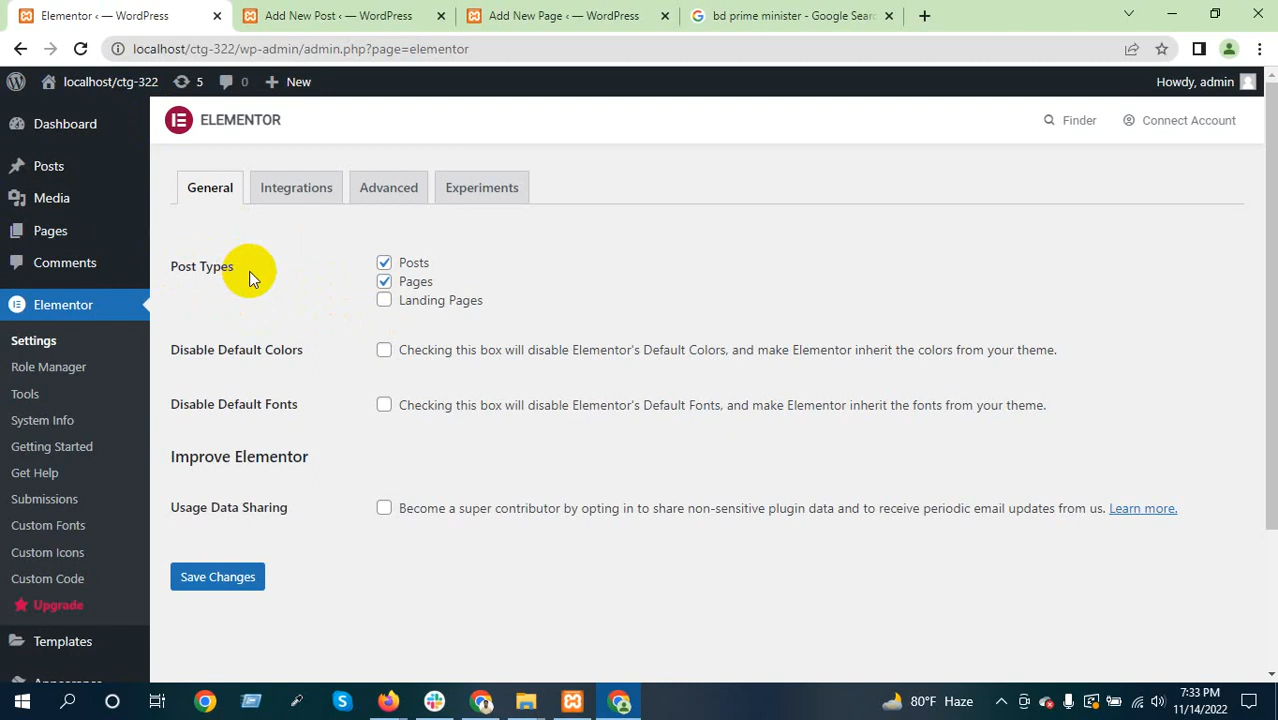 Elementor ‹ — WordPress
Add New Post ‹ — WordPress
Add New Page ‹ — WordPress
bd prime minister - Google Sear
localhost/ctg-322/wp-admin/admin.php?page=elementor
localhost/ctg-322
5
0
New
Howdy, admin
Dashboard
Posts
Media
Pages
Comments
Elementor
Settings
Role Manager
Tools
System Info
Getting Started
Get Help
Submissions
Custom Fonts
Custom Icons
Custom Code
Upgrade
Templates
ELEMENTOR
Finder
Connect Account
General
Integrations
Advanced
Experiments
Post Types
Posts
Pages
Landing Pages
Disable Default Colors
Checking this box will disable Elementor's Default Colors, and make Elementor inherit the colors from your theme.
Disable Default Fonts
Checking this box will disable Elementor's Default Fonts, and make Elementor inherit the fonts from your theme.
Improve Elementor
Usage Data Sharing
Become a super contributor by opting in to share non-sensitive plugin data and to receive periodic email updates from us. Learn more.
Save Changes
80°F Haze
7:33 PM
11/14/2022